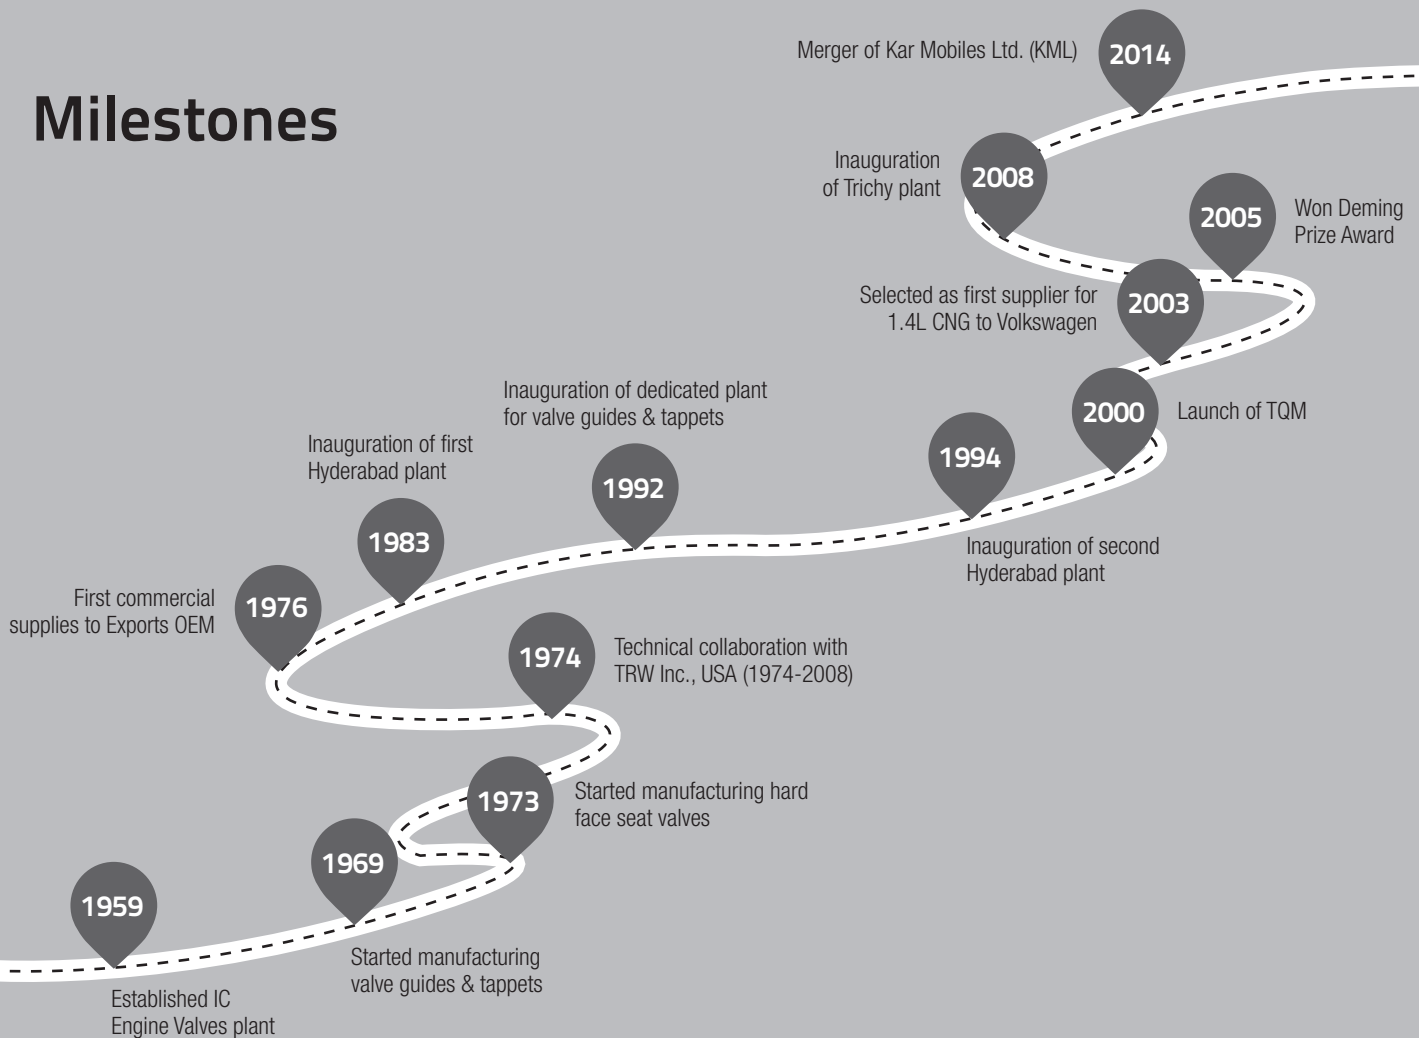 Milestones
Merger of Kar Mobiles Ltd. (KML)
2014
Inauguration
of Trichy plant
2008
2005
Won Deming
Prize Award
Selected as first supplier for
1.4L CNG to Volkswagen
2003
2000
Launch of TQM
1994
Inauguration of second
Hyderabad plant
Inauguration of dedicated plant
for valve guides & tappets
1992
Inauguration of first
Hyderabad plant
1983
First commercial
supplies to Exports OEM
1976
1974
Technical collaboration with
TRW Inc., USA (1974-2008)
1973
Started manufacturing hard
face seat valves
1969
Started manufacturing
valve guides & tappets
1959
Established IC
Engine Valves plant